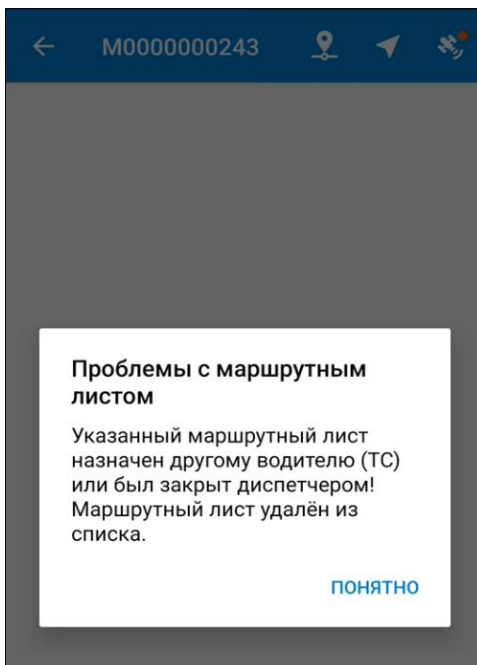 М0000000243
Проблемы с маршрутным
листом
Указанный маршрутный лист
назначен другому водителю (ТС)
или был закрыт диспетчером!
Маршрутный лист удалён из
списка.
ПОНЯТНО